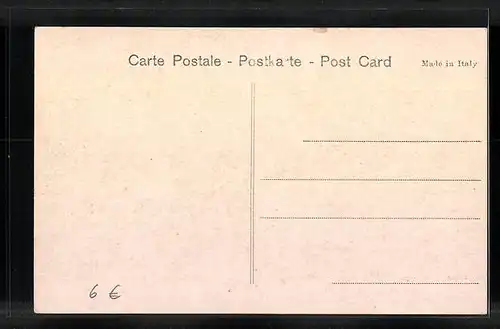 Carte Postale - Postkarte - Post Card Made in Italy
6 €